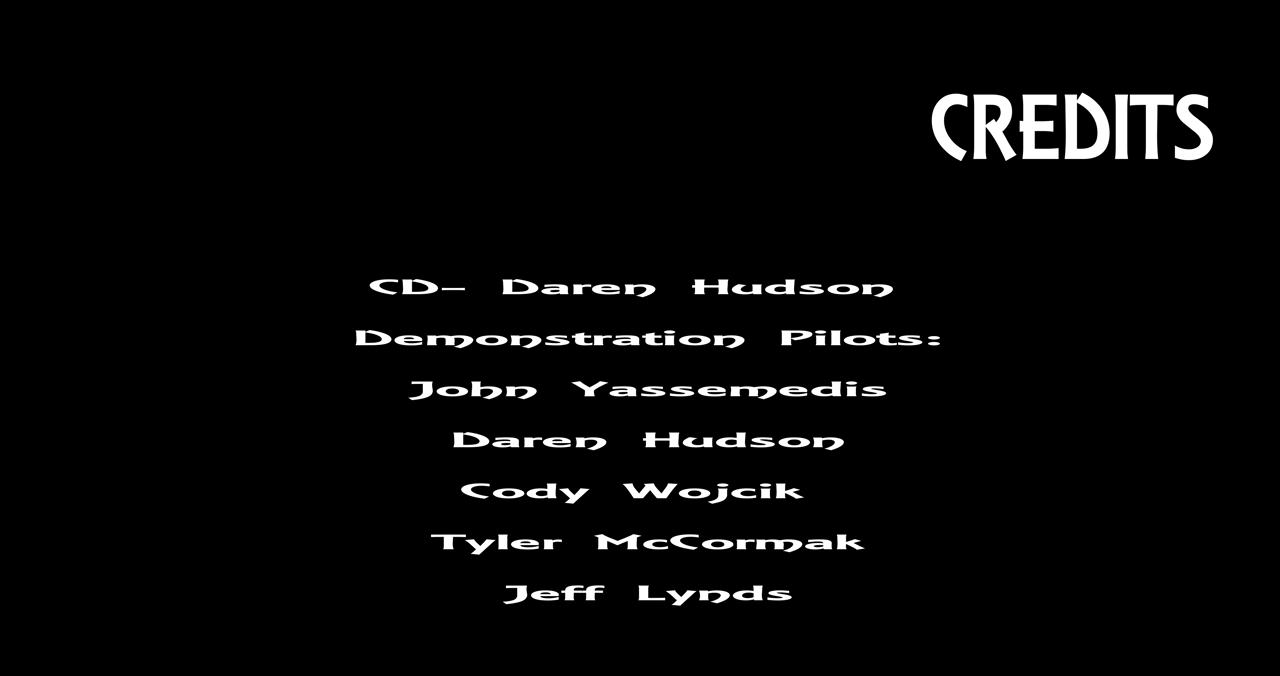 CREDITS
CD- Daren Hudson
Demonstration Pilots:
John Yassemedis
Daren Hudson
Cody Wojcik
Tyler McCormak
Jeff Lynds